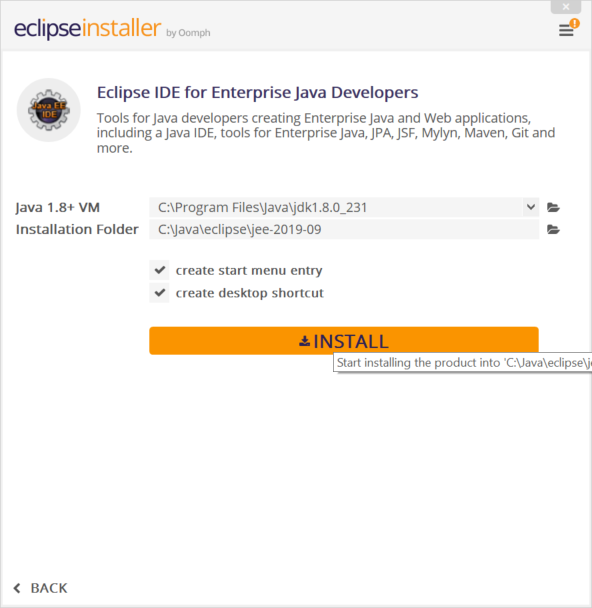 eclipseinstaller by Oomph
!
Java EE
IDE
Eclipse IDE for Enterprise Java Developers
Tools for Java developers creating Enterprise Java and Web applications,
including a Java IDE, tools for Enterprise Java, JPA, JSF, Mylyn, Maven, Git and
more.
Java 1.8+ VM C:\Program Files\Java\jdk1.8.0_231
Installation Folder C:\Java\eclipse\jee-2019-09
create start menu entry
create desktop shortcut
INSTALL
Start installing the product into 'C:\Java\eclipse\j
BACK